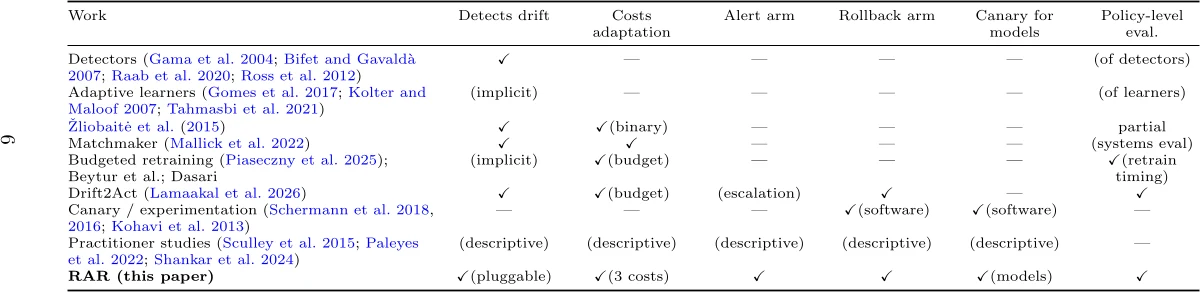 Work Detects drift Costs adaptation Alert arm Rollback arm Canary for models Policy-level eval.
Detectors (Gama et al. 2004; Bifet and Gavaldà 2007; Raab et al. 2020; Ross et al. 2012) ✓ — — — — (of detectors)
Adaptive learners (Gomes et al. 2017; Kolter and Maloof 2007; Tahmasbi et al. 2021) (implicit) — — — — (of learners)
Žliobaitė et al. (2015) ✓ ✓(binary) — — — partial
Matchmaker (Mallick et al. 2022) ✓ ✓ — — — (systems eval)
Budgeted retraining (Piaseczny et al. 2025); Beytur et al.; Dasari (implicit) ✓(budget) — — — ✓(retrain timing)
Drift2Act (Lamaakal et al. 2026) ✓ ✓(budget) (escalation) ✓ — ✓
Canary / experimentation (Schermann et al. 2018, 2016; Kohavi et al. 2013) — — — ✓(software) ✓(software) —
Practitioner studies (Sculley et al. 2015; Paleyes et al. 2022; Shankar et al. 2024) (descriptive) (descriptive) (descriptive) (descriptive) (descriptive) —
RAR (this paper) ✓(pluggable) ✓(3 costs) ✓ ✓ ✓(models) ✓
9